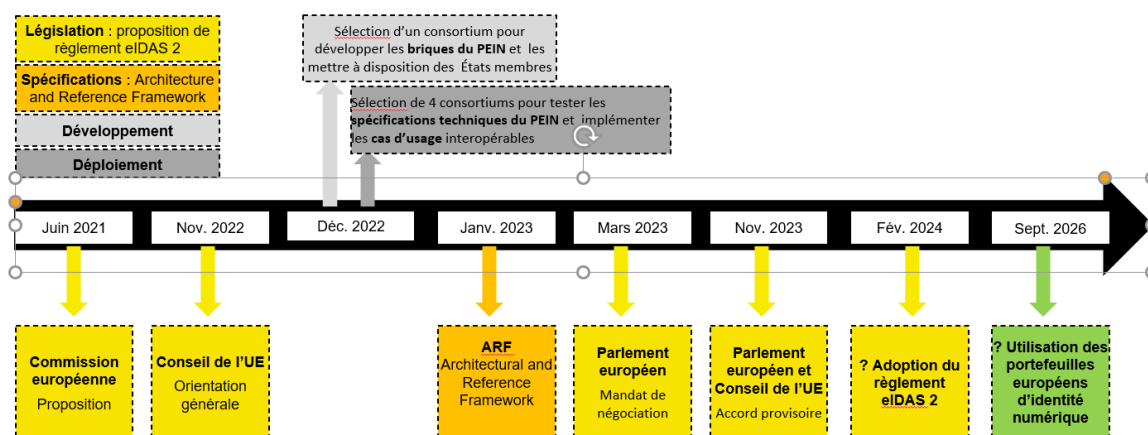 Législation : proposition de
règlement eIDAS 2
Spécifications : Architecture
and Reference Framework
Développement
Déploiement
Sélection d’un consortium pour
développer les briques du PEIN et les
mettre à disposition des États membres
Sélection de 4 consortiums pour tester les
spécifications techniques du PEIN et implémenter
les cas d’usage interopérables
Juin 2021
Nov. 2022
Déc. 2022
Janv. 2023
Mars 2023
Nov. 2023
Fév. 2024
Sept. 2026
Commission
européenne
Proposition
Conseil de l’UE
Orientation
générale
ARF
Architectural and
Reference
Framework
Parlement
européen
Mandat de
négociation
Parlement
européen et
Conseil de l’UE
Accord provisoire
? Adoption du
règlement
eIDAS 2
? Utilisation des
portefeuilles
européens
d’identité
numérique